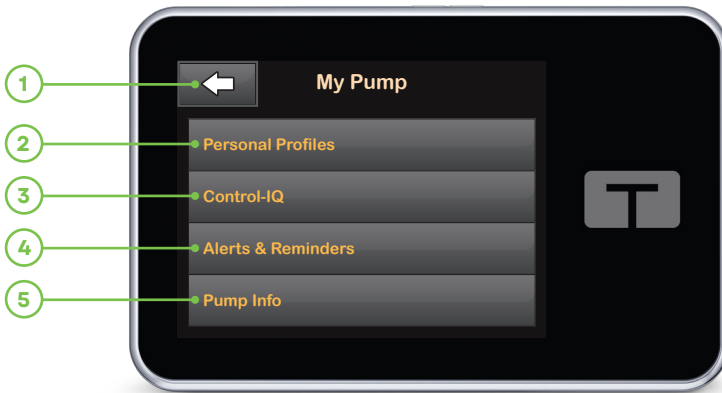 1
My Pump
2
Personal Profiles
3
Control-IQ
4
Alerts & Reminders
5
Pump Info
T